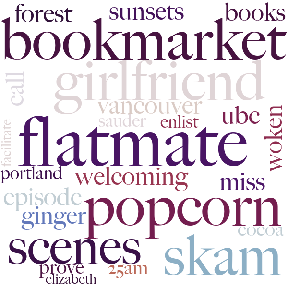 forest sunsets books
bookmarket
call girlfriend
vancouver
sauder enlist ubc woken
flatmate
facilitate
portland welcoming miss
episode popcorn
ginger cocoa
scenes skam
prove 25am
elizabeth